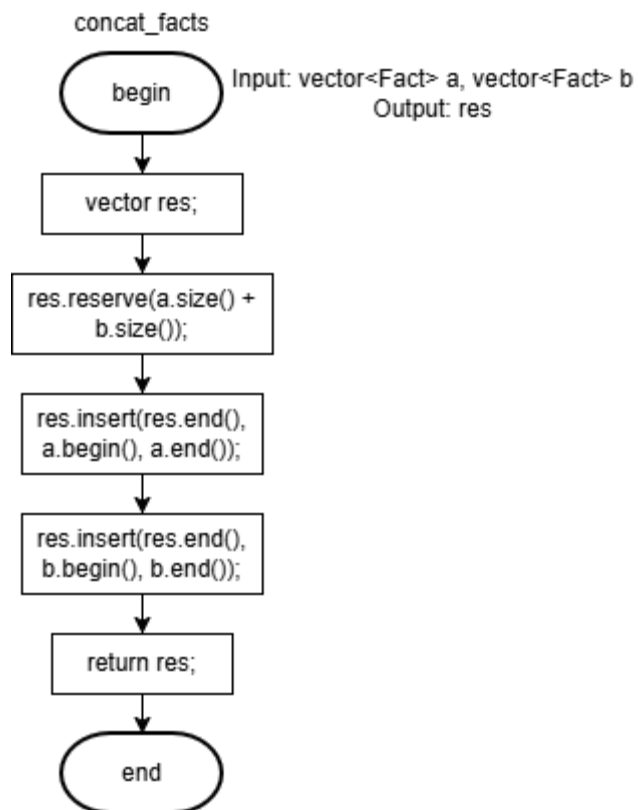 concat_facts
begin
Input: vector<Fact> a, vector<Fact> b
Output: res
vector res;
res.reserve(a.size() +
b.size());
res.insert(res.end(),
a.begin(), a.end());
res.insert(res.end(),
b.begin(), b.end());
return res;
end